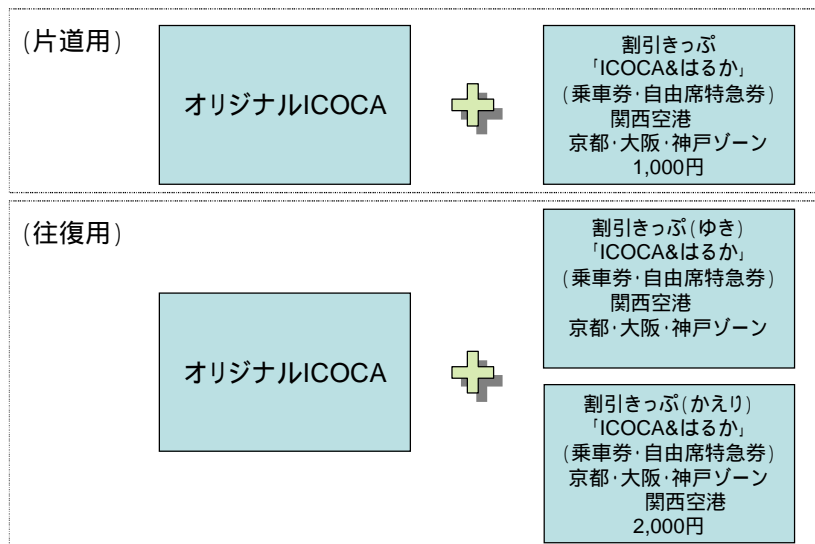 (片道用)
オリジナルICOCA
割引きっぷ
「ICOCA&はるか」
(乗車券・自由席特急券)
関西空港
京都・大阪・神戸ゾーン
1,000円
(往復用)
オリジナルICOCA
割引きっぷ(ゆき)
「ICOCA&はるか」
(乗車券・自由席特急券)
関西空港
京都・大阪・神戸ゾーン
割引きっぷ(かえり)
「ICOCA&はるか」
(乗車券・自由席特急券)
京都・大阪・神戸ゾーン
関西空港
2,000円